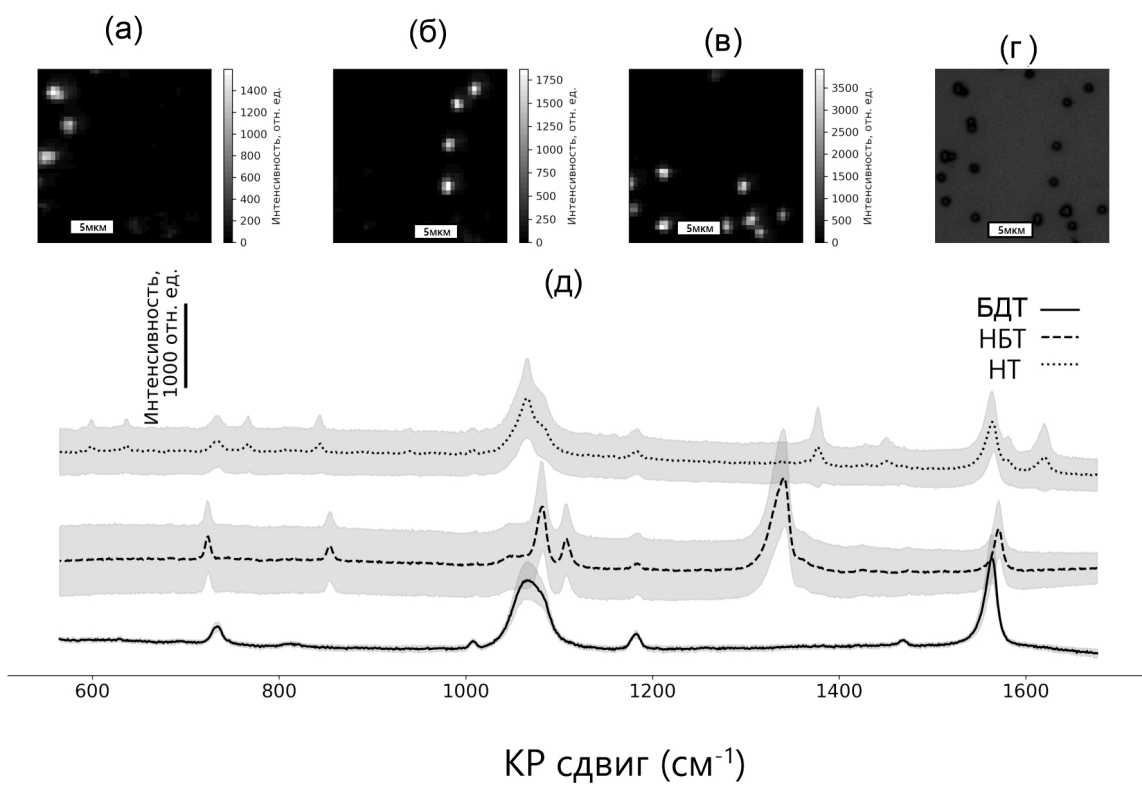 (а)
(б)
(в)
(г)
1400
1200
1000
800
600
400
200
0
Интенсивность, отн. ед.
5мкм
1750
1500
1250
1000
750
500
250
0
Интенсивность, отн. ед.
5мкм
3500
3000
2500
2000
1500
1000
500
0
Интенсивность, отн. ед.
5мкм
5мкм
(д)
Интенсивность,
1000 отн. ед.
БДТ
НБТ
НТ
600
800
1000
1200
1400
1600
КР сдвиг (см⁻¹)